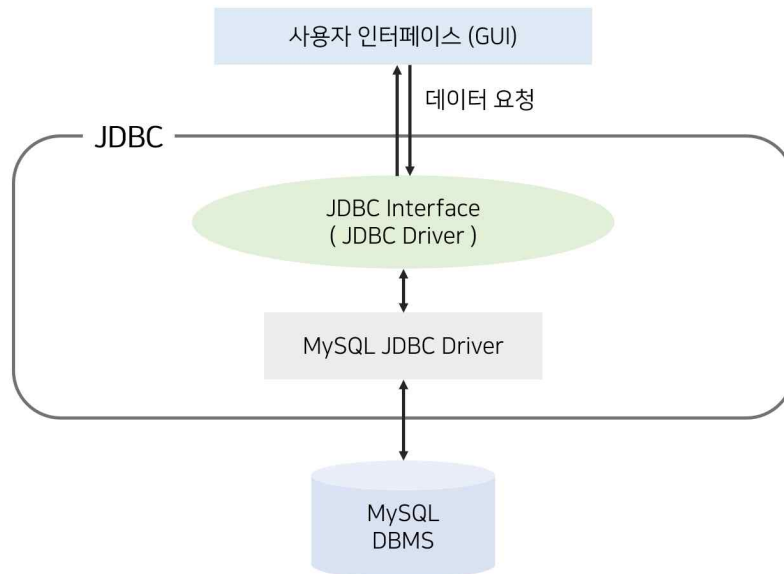 사용자 인터페이스 (GUI)
데이터 요청
JDBC
JDBC Interface
( JDBC Driver )
MySQL JDBC Driver
MySQL
DBMS